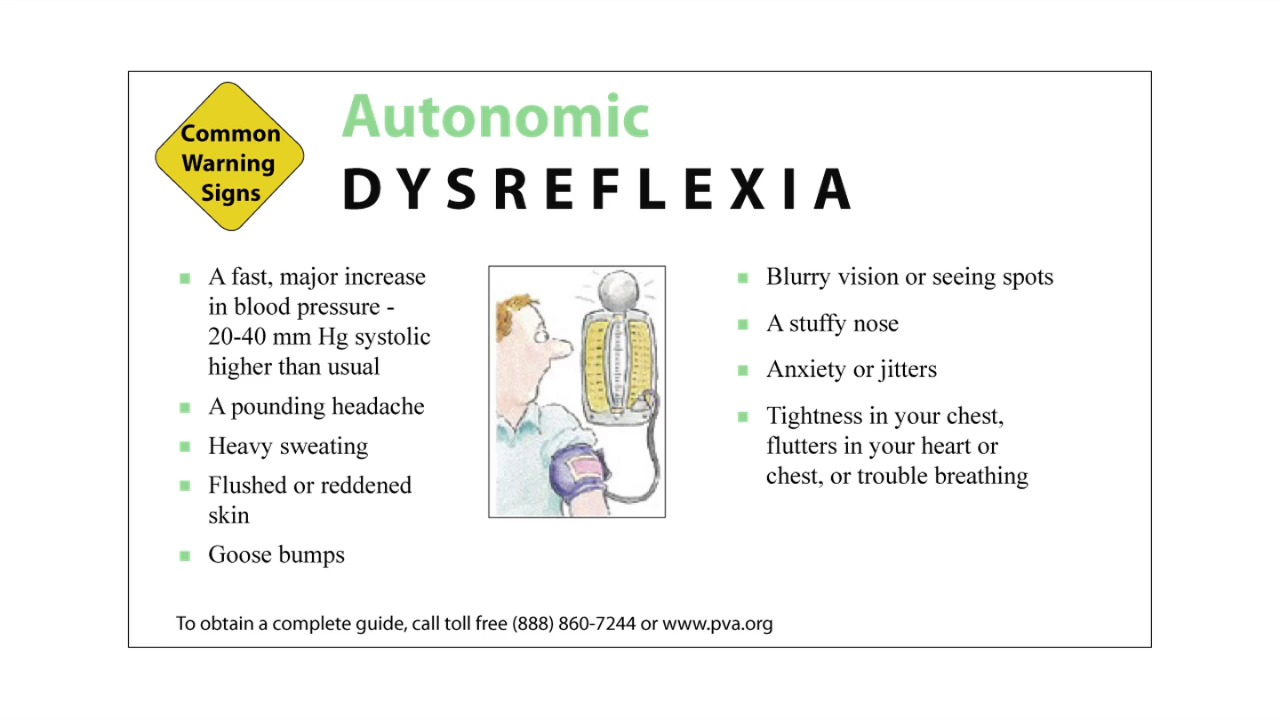 Common
Warning
Signs
Autonomic
DYSREFLEXIA
A fast, major increase
in blood pressure -
20-40 mm Hg systolic
higher than usual
A pounding headache
Heavy sweating
Flushed or reddened
skin
Goose bumps
Blurry vision or seeing spots
A stuffy nose
Anxiety or jitters
Tightness in your chest,
flutters in your heart or
chest, or trouble breathing
To obtain a complete guide, call toll free (888) 860-7244 or www.pva.org